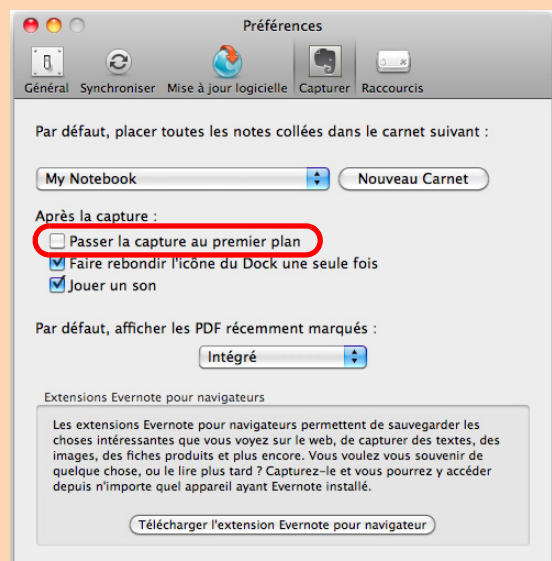 Préférences
Général Synchroniser Mise à jour logicielle Capturer Raccourcis
Par défaut, placer toutes les notes collées dans le carnet suivant :
My Notebook Nouveau Carnet
Après la capture :
Passer la capture au premier plan
Faire rebondir l'icône du Dock une seule fois
Jouer un son
Par défaut, afficher les PDF récemment marqués :
Intégré
Extensions Evernote pour navigateurs
Les extensions Evernote pour navigateurs permettent de sauvegarder les
choses intéressantes que vous voyez sur le web, de capturer des textes, des
images, des fiches produits et plus encore. Vous voulez vous souvenir de
quelque chose, ou le lire plus tard ? Capturez-le et vous pourrez y accéder
depuis n'importe quel appareil ayant Evernote installé.
Télécharger l'extension Evernote pour navigateur